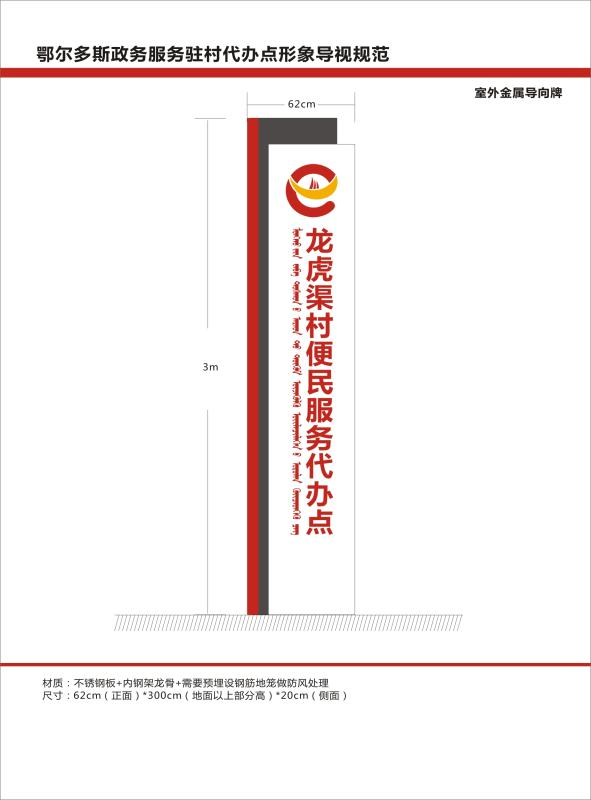 鄂尔多斯政务服务驻村代办点形象导视规范
室外金属导向牌
62cm
3m
龙虎渠村便民服务代办点
材质：不锈钢板+内钢架龙骨+需要预埋设钢筋地笼做防风处理
尺寸：62cm（正面）*300cm（地面以上部分高）*20cm（侧面）